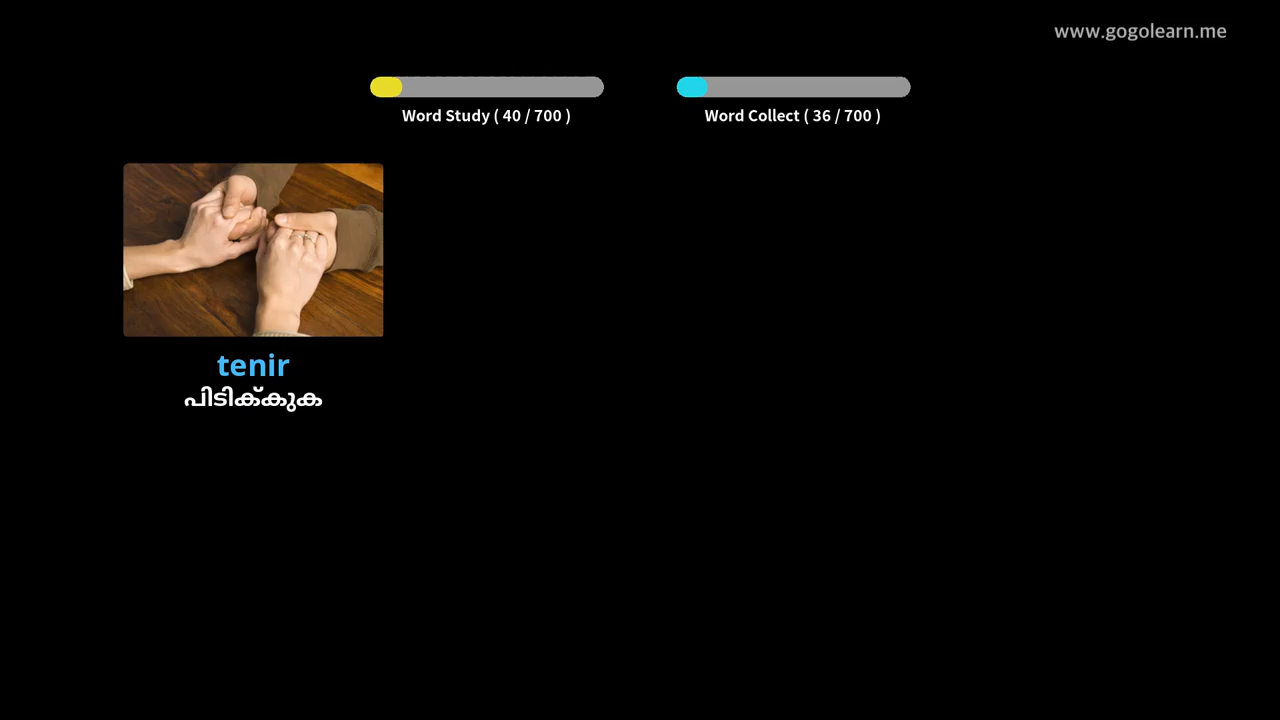 www.gogolearn.me
Word Study ( 40 / 700 )
Word Collect ( 36 / 700 )
tenir
പിടിക്കുക